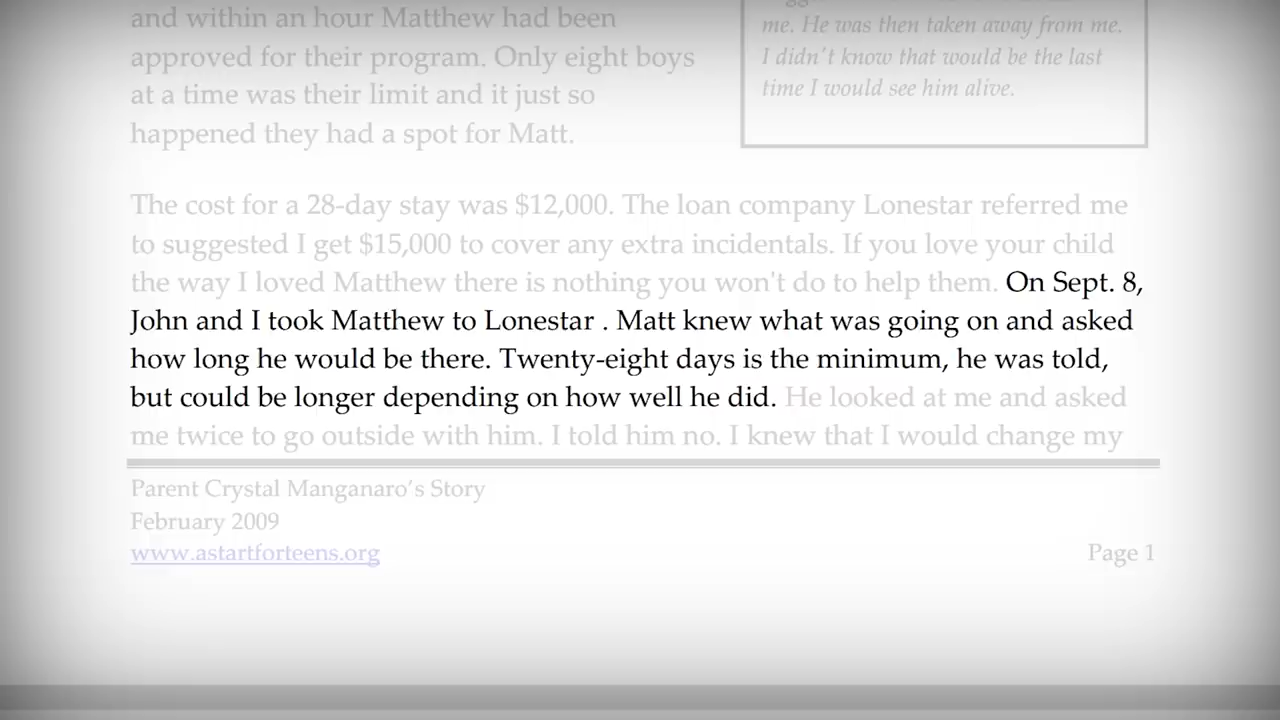 and within an hour Matthew had been
approved for their program. Only eight boys
at a time was their limit and it just so
happened they had a spot for Matt.
me. He was then taken away from me.
I didn't know that would be the last
time I would see him alive.
The cost for a 28-day stay was $12,000. The loan company Lonestar referred me
to suggested I get $15,000 to cover any extra incidentals. If you love your child
the way I loved Matthew there is nothing you won't do to help them. On Sept. 8,
John and I took Matthew to Lonestar . Matt knew what was going on and asked
how long he would be there. Twenty-eight days is the minimum, he was told,
but could be longer depending on how well he did. He looked at me and asked
me twice to go outside with him. I told him no. I knew that I would change my
Parent Crystal Manganaro's Story
February 2009
www.astartforteens.org
Page 1